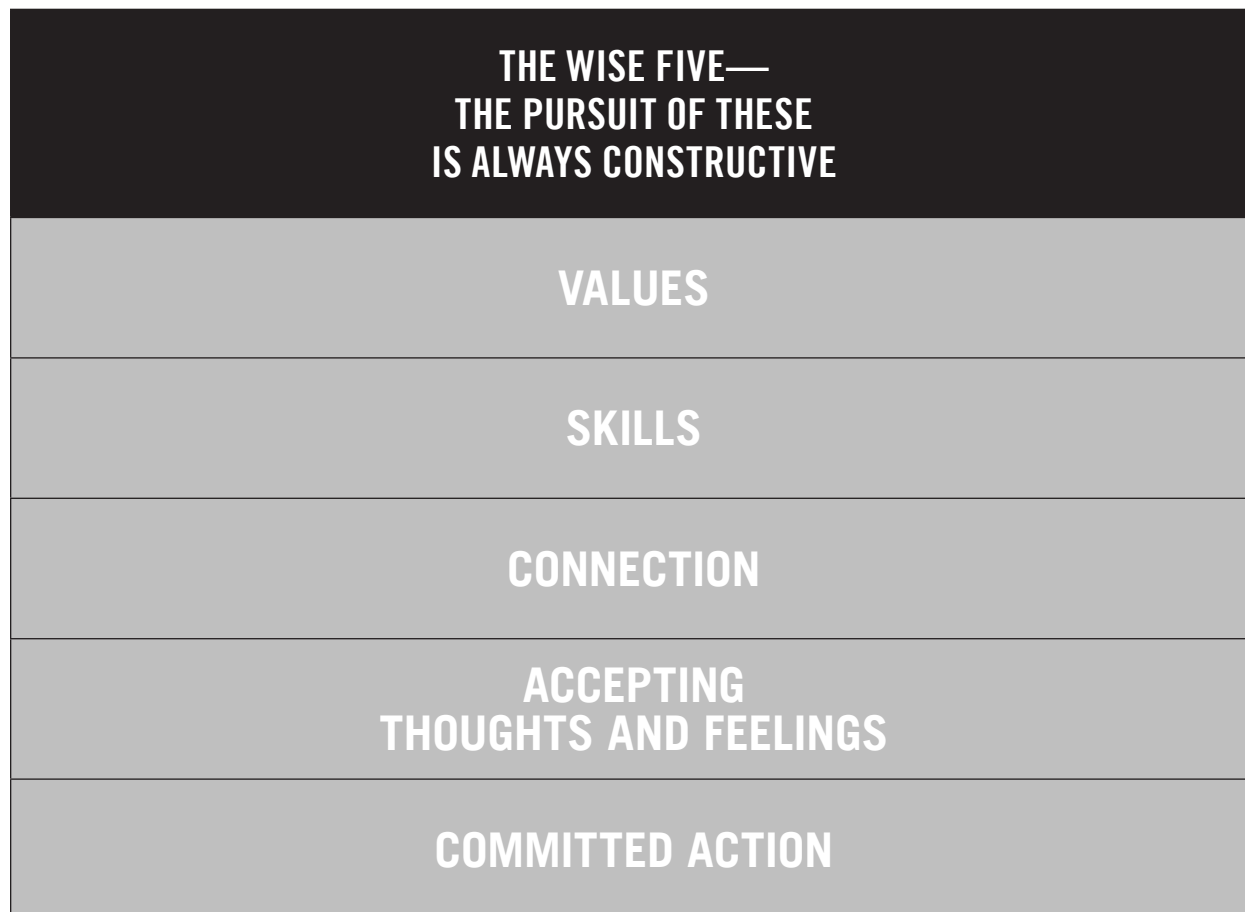 THE WISE FIVE—
THE PURSUIT OF THESE
IS ALWAYS CONSTRUCTIVE
VALUES
SKILLS
CONNECTION
ACCEPTING
THOUGHTS AND FEELINGS
COMMITTED ACTION